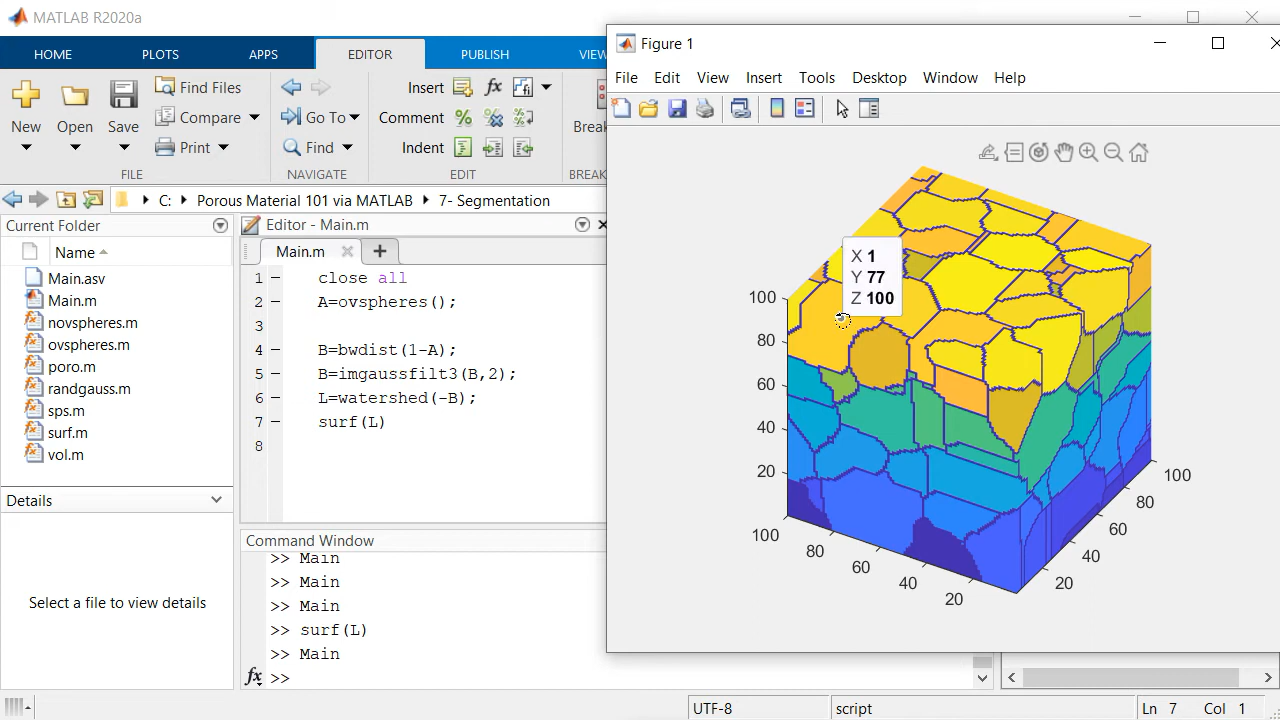 MATLAB R2020a
HOME PLOTS APPS EDITOR PUBLISH VIEW
New
Open
Save
Find Files
Compare
Print
FILE
Go To
Find
NAVIGATE
Insert
Comment
Indent
EDIT
C: Porous Material 101 via MATLAB 7- Segmentation
Current Folder
Name
Main.asv
Main.m
novspheres.m
ovspheres.m
poro.m
randgauss.m
sps.m
surf.m
vol.m
Details
Select a file to view details
Editor - Main.m
Main.m
1 close all
2 A=ovspheres();
3
4 B=bwdist(1-A);
5 B=imgaussfilt3(B,2);
6 L=watershed(-B);
7 surf(L)
8
Command Window
>> Main
>> Main
>> Main
>> surf(L)
>> Main
fx >>
Figure 1
File Edit View Insert Tools Desktop Window Help
X 1
Y 77
Z 100
100
80
60
40
20
100
80
60
40
20
20
40
60
80
100
UTF-8 script Ln 7 Col 1